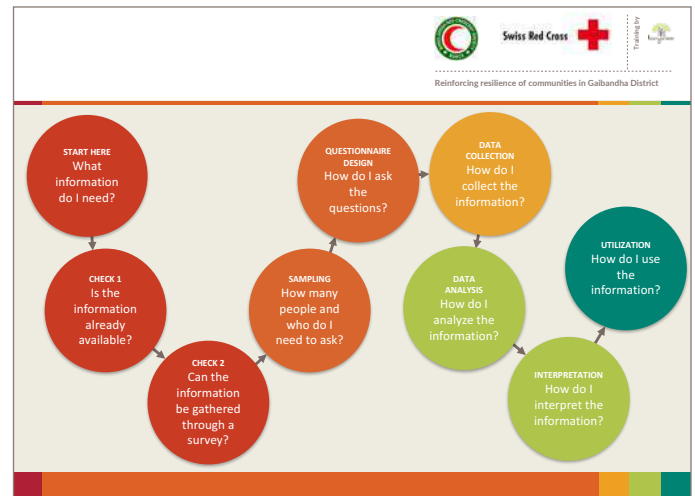 Swiss Red Cross
Training by
Reinforcing resilience of communities in Gaibandha District
START HERE
What
information
do I need?
CHECK 1
Is the
information
already
available?
CHECK 2
Can the
information
be gathered
through a
survey?
SAMPLING
How many
people and
who do I
need to ask?
QUESTIONNAIRE
DESIGN
How do I ask
the
questions?
DATA
COLLECTION
How do I
collect the
information?
DATA
ANALYSIS
How do I
analyze the
information?
INTERPRETATION
How do I
interpret the
information?
UTILIZATION
How do I use
the
information?